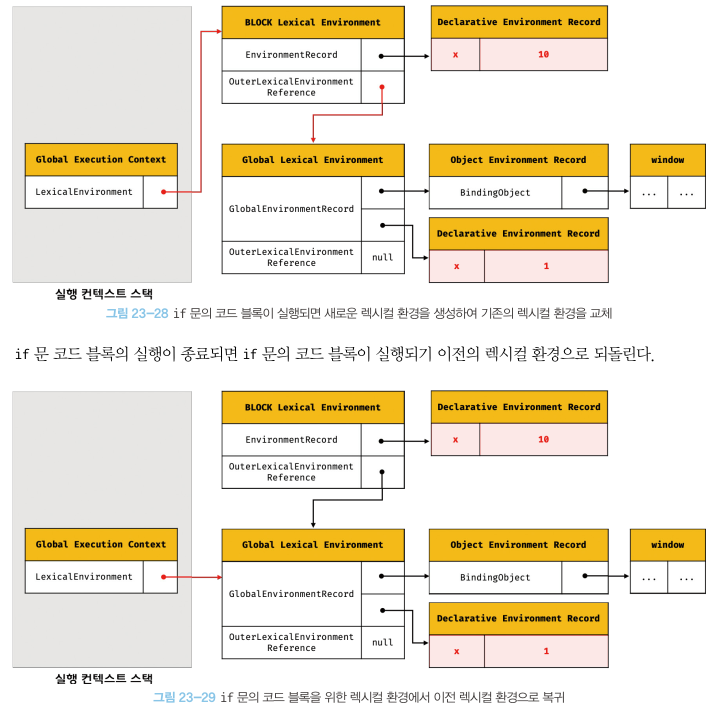 BLOCK Lexical Environment
Declarative Environment Record
EnvironmentRecord
x
10
OuterLexicalEnvironment
Reference
Global Execution Context
Global Lexical Environment
Object Environment Record
window
LexicalEnvironment
BindingObject
...
...
GlobalEnvironmentRecord
Declarative Environment Record
OuterLexicalEnvironment
Reference
null
x
1
실행 컨텍스트 스택
그림 23-28 if 문의 코드 블록이 실행되면 새로운 렉시컬 환경을 생성하여 기존의 렉시컬 환경을 교체
if 문 코드 블록의 실행이 종료되면 if 문의 코드 블록이 실행되기 이전의 렉시컬 환경으로 되돌린다.
BLOCK Lexical Environment
Declarative Environment Record
EnvironmentRecord
x
10
OuterLexicalEnvironment
Reference
Global Execution Context
Global Lexical Environment
Object Environment Record
window
LexicalEnvironment
BindingObject
...
...
GlobalEnvironmentRecord
Declarative Environment Record
OuterLexicalEnvironment
Reference
null
x
1
실행 컨텍스트 스택
그림 23-29 if 문의 코드 블록을 위한 렉시컬 환경에서 이전 렉시컬 환경으로 복귀